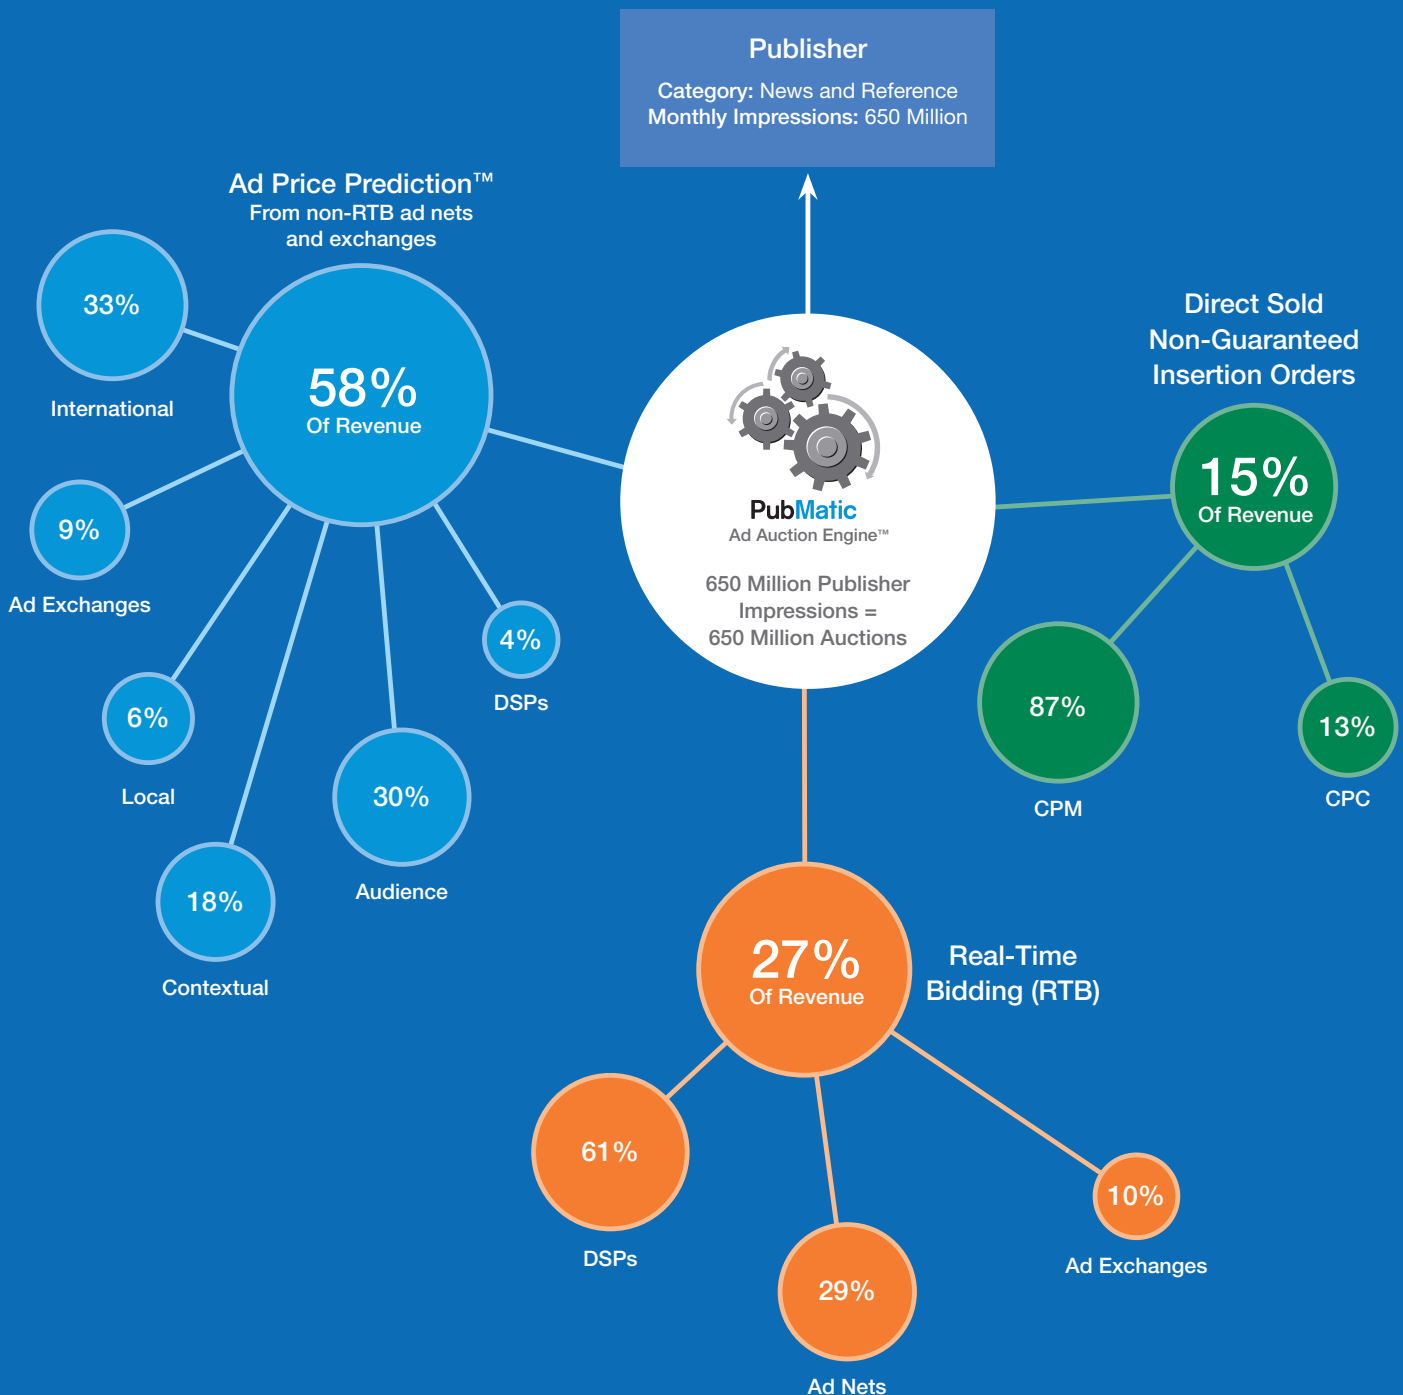 Publisher
Category: News and Reference
Monthly Impressions: 650 Million
Ad Price Prediction™
From non-RTB ad nets
and exchanges
58%
Of Revenue
33%
International
9%
Ad Exchanges
6%
Local
18%
Contextual
30%
Audience
4%
DSPs
PubMatic
Ad Auction Engine™
650 Million Publisher
Impressions =
650 Million Auctions
Direct Sold
Non-Guaranteed
Insertion Orders
15%
Of Revenue
87%
CPM
13%
CPC
27%
Of Revenue
Real-Time
Bidding (RTB)
61%
DSPs
29%
Ad Nets
10%
Ad Exchanges